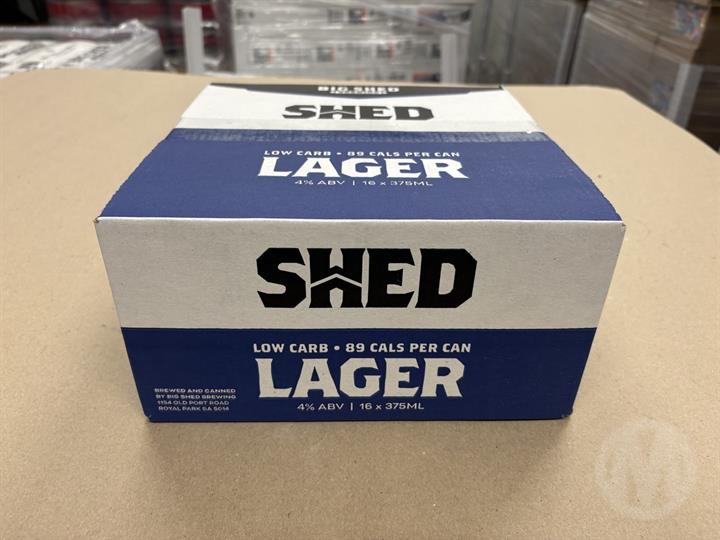 BIG SHED
SHED
LOW CARB • 89 CALS PER CAN
LAGER
4% ABV | 16 x 375ML
SHED
LOW CARB • 89 CALS PER CAN
LAGER
4% ABV | 16 x 375ML
BREWED AND CANNED
BY BIG SHED BREWING
1154 OLD PORT ROAD
ROYAL PARK SA 5014